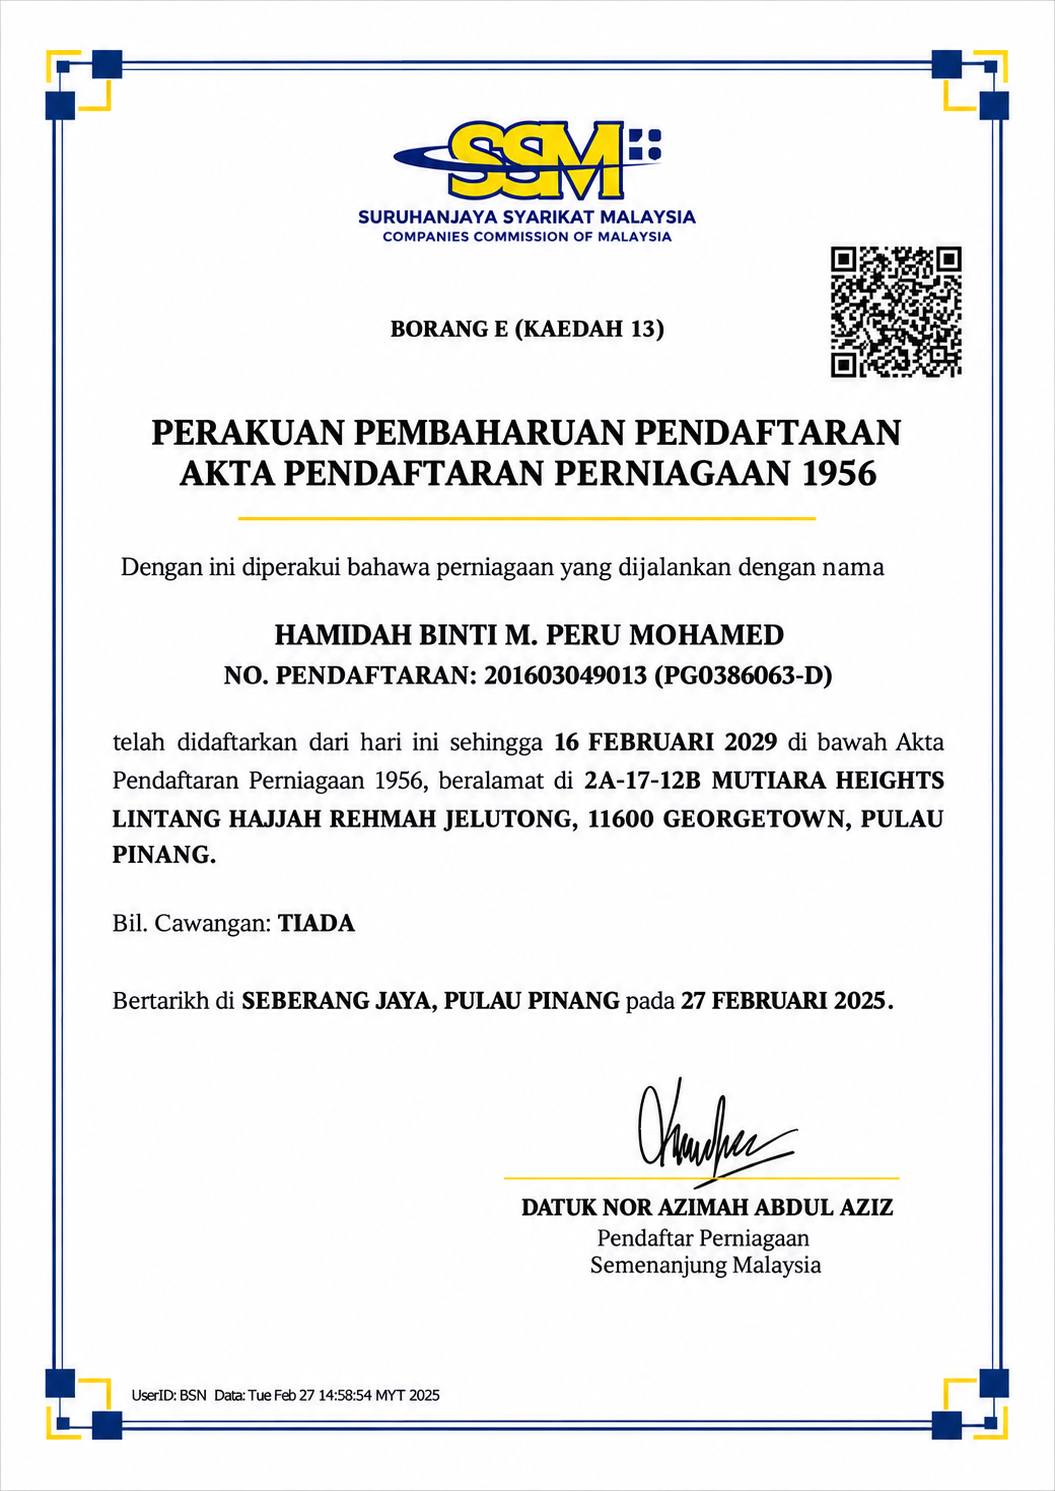 SSM
SURUHANJAYA SYARIKAT MALAYSIA
COMPANIES COMMISSION OF MALAYSIA
BORANG E (KAEDAH 13)
PERAKUAN PEMBAHARUAN PENDAFTARAN
AKTA PENDAFTARAN PERNIAGAAN 1956
Dengan ini diperakui bahawa perniagaan yang dijalankan dengan nama
HAMIDAH BINTI M. PERU MOHAMED
NO. PENDAFTARAN: 201603049013 (PG0386063-D)
telah didaftarkan dari hari ini sehingga 16 FEBRUARI 2029 di bawah Akta
Pendaftaran Perniagaan 1956, beralamat di 2A-17-12B MUTIARA HEIGHTS
LINTANG HAJJAH REHMAH JELUTONG, 11600 GEORGETOWN, PULAU
PINANG.
Bil. Cawangan: TIADA
Bertarikh di SEBERANG JAYA, PULAU PINANG pada 27 FEBRUARI 2025.
DATUK NOR AZIMAH ABDUL AZIZ
Pendaftar Perniagaan
Semenanjung Malaysia
UserID: BSN Data: Tue Feb 27 14:58:54 MYT 2025